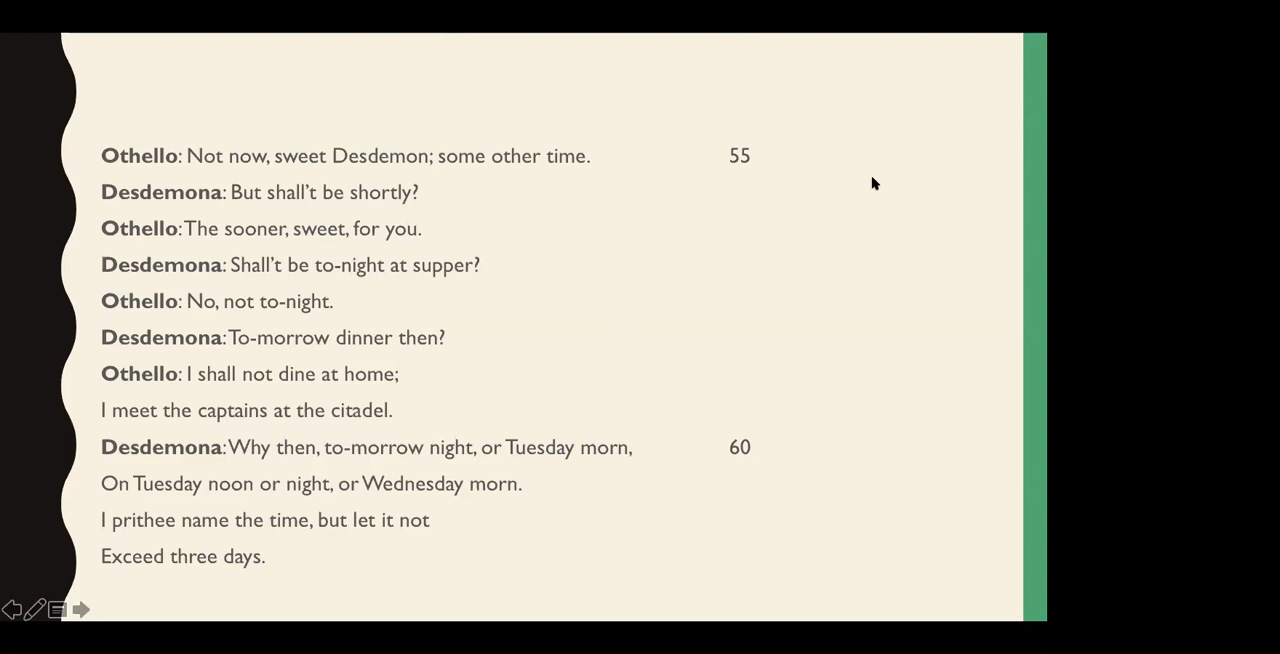 Othello: Not now, sweet Desdemon; some other time. 55
Desdemona: But shall't be shortly?
Othello: The sooner, sweet, for you.
Desdemona: Shall't be to-night at supper?
Othello: No, not to-night.
Desdemona: To-morrow dinner then?
Othello: I shall not dine at home;
I meet the captains at the citadel.
Desdemona: Why then, to-morrow night, or Tuesday morn, 60
On Tuesday noon or night, or Wednesday morn.
I prithee name the time, but let it not
Exceed three days.